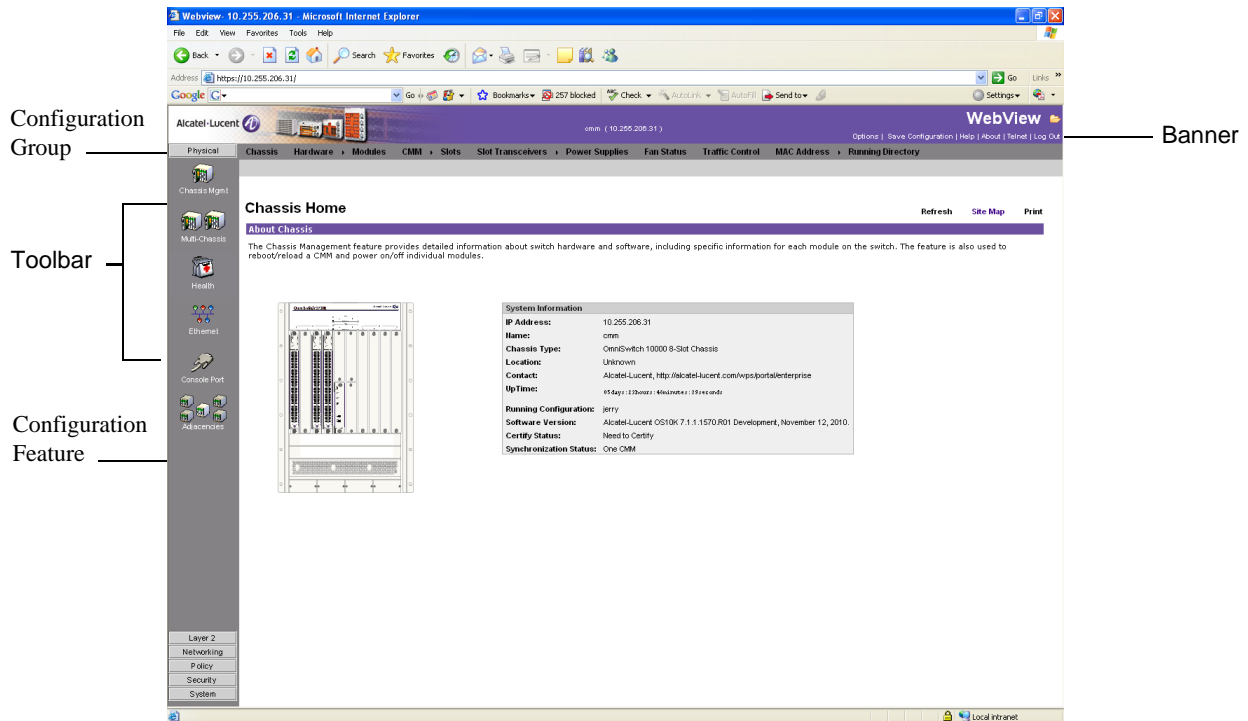 Webview- 10.255.206.31 - Microsoft Internet Explorer
File Edit View Favorites Tools Help
Back Search Favorites
Address https://10.255.206.31/ Go Links »
Google G Go Bookmarks 257 blocked ABC Check AutoLink AutoFill Send to Settings
Configuration
Group
Alcatel-Lucent
cmm ( 10.255.206.31 )
WebView
Options | Save Configuration | Help | About | Telnet | Log Out
Banner
Physical
Chassis Hardware Modules CMM Slots Slot Transceivers Power Supplies Fan Status Traffic Control MAC Address Running Directory
Chassis Mgmt
Chassis Home
Refresh Site Map Print
About Chassis
The Chassis Management feature provides detailed information about switch hardware and software, including specific information for each module on the switch. The feature is also used to
reboot/reload a CMM and power on/off individual modules.
Toolbar
Multi-Chassis
Health
Ethernet
Console Port
Adjacencies
Configuration
Feature
System Information
IP Address: 10.255.206.31
Name: cmm
Chassis Type: OmniSwitch 10000 8-Slot Chassis
Location: Unknown
Contact: Alcatel-Lucent, http://alcatel-lucent.com/wps/portal/enterprise
UpTime:
Running Configuration: jerry
Software Version: Alcatel-Lucent OS10K 7.1.1.1570.R01 Development, November 12, 2010.
Certify Status: Need to Certify
Synchronization Status: One CMM
Layer 2
Networking
Policy
Security
System
Local intranet